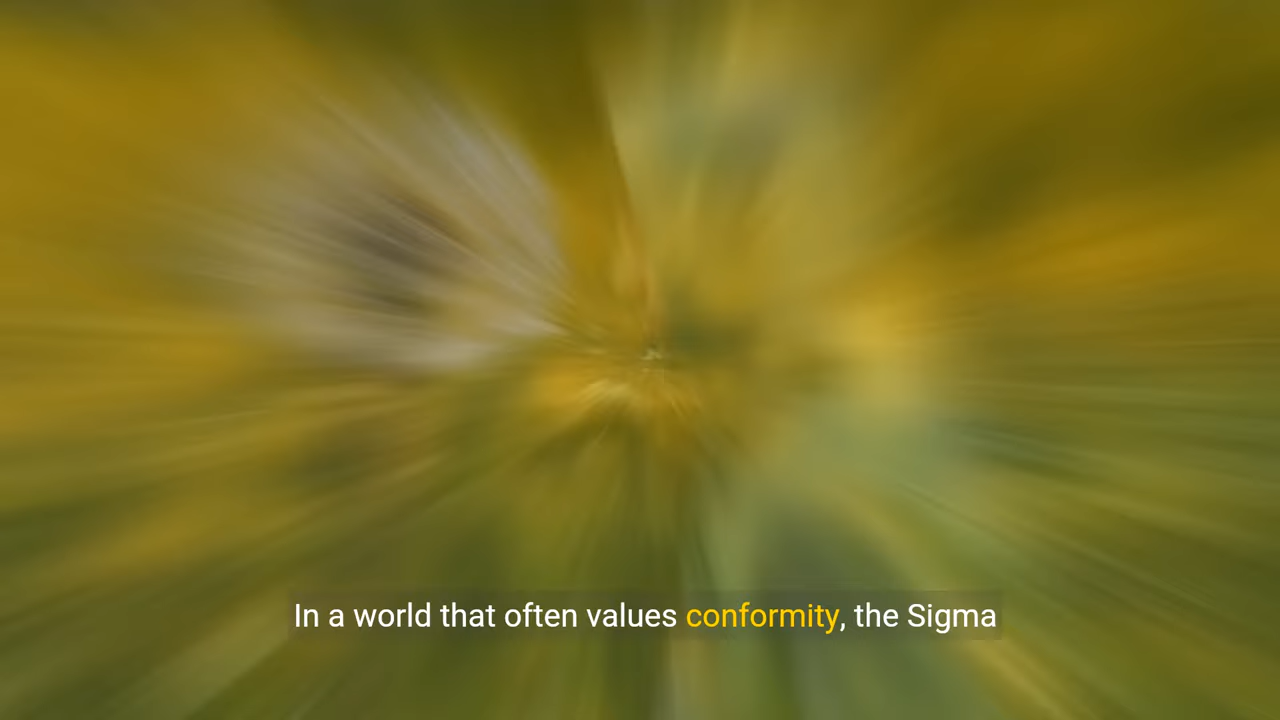 In a world that often values conformity, the Sigma